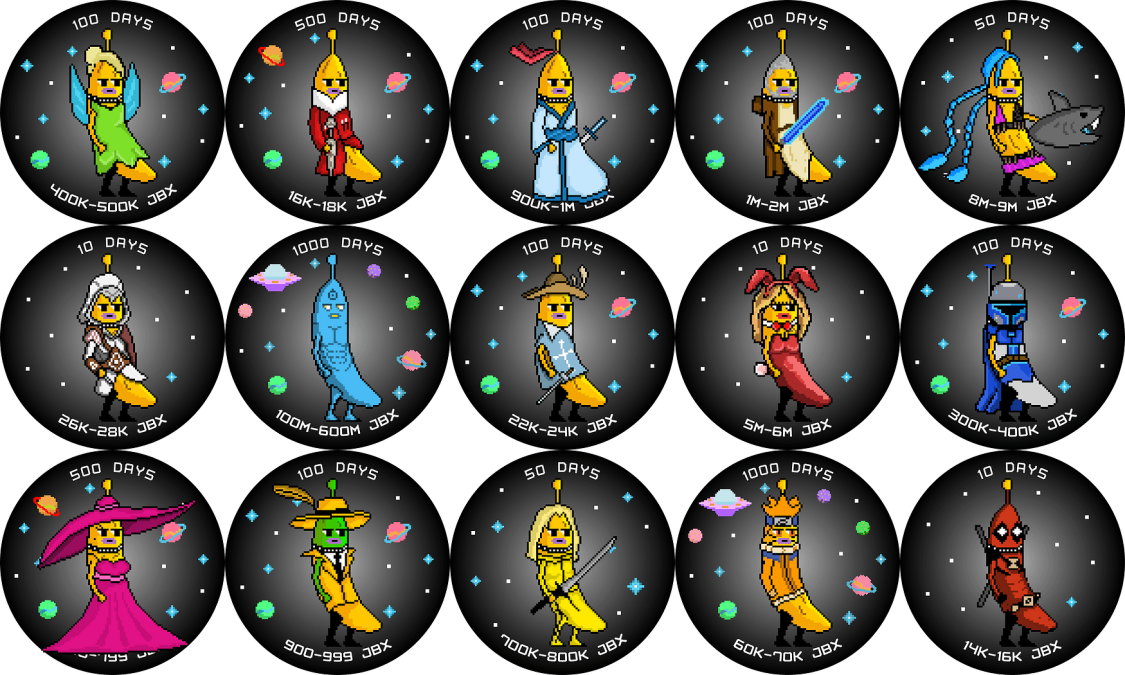 100 DAYS
400K-500K JBX
500 DAYS
16K-18K JBX
100 DAYS
900K-1M JBX
100 DAYS
1M-2M JBX
50 DAYS
8M-9M JBX
10 DAYS
26K-28K JBX
1000 DAYS
100M-600M JBX
100 DAYS
22K-24K JBX
10 DAYS
5M-6M JBX
100 DAYS
300K-400K JBX
500 DAYS
100 DAYS
900-999 JBX
50 DAYS
700K-800K JBX
1000 DAYS
60K-70K JBX
10 DAYS
14K-16K JBX